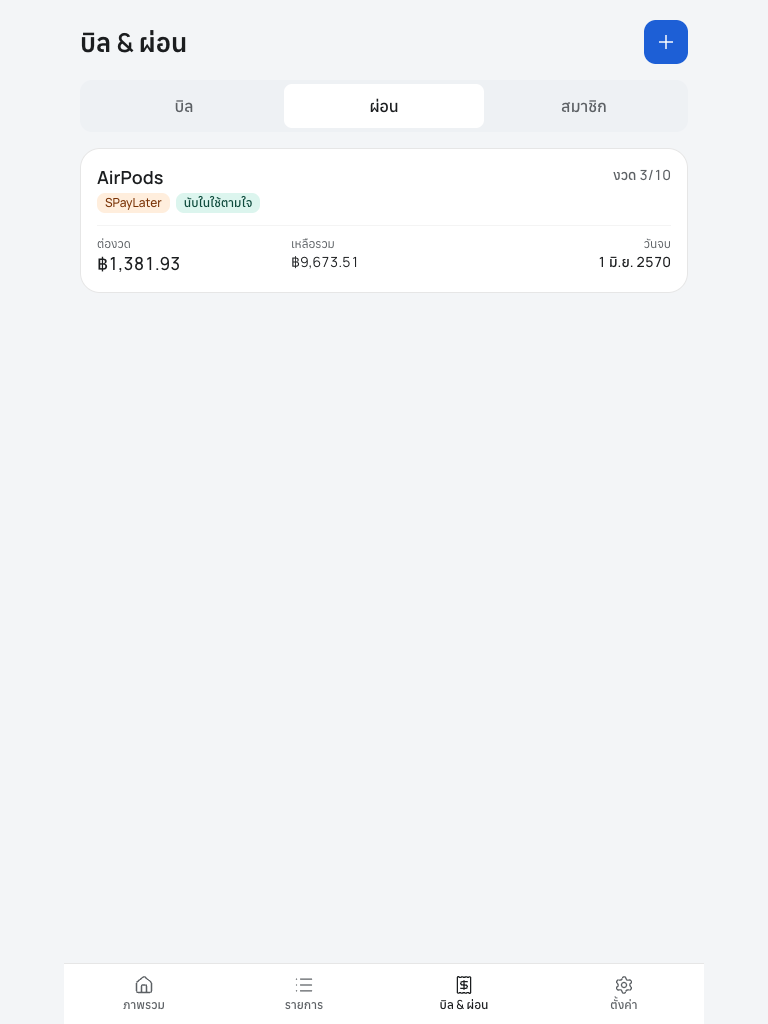 บิล & ผ่อน
บิล
ผ่อน
สมาชิก
AirPods
งวด 3/10
SPayLater
นับในใช้ตามใจ
ต่องวด
เหลือรวม
วันจบ
฿1,381.93
฿9,673.51
1 มิ.ย. 2570
ภาพรวม
รายการ
บิล & ผ่อน
ตั้งค่า